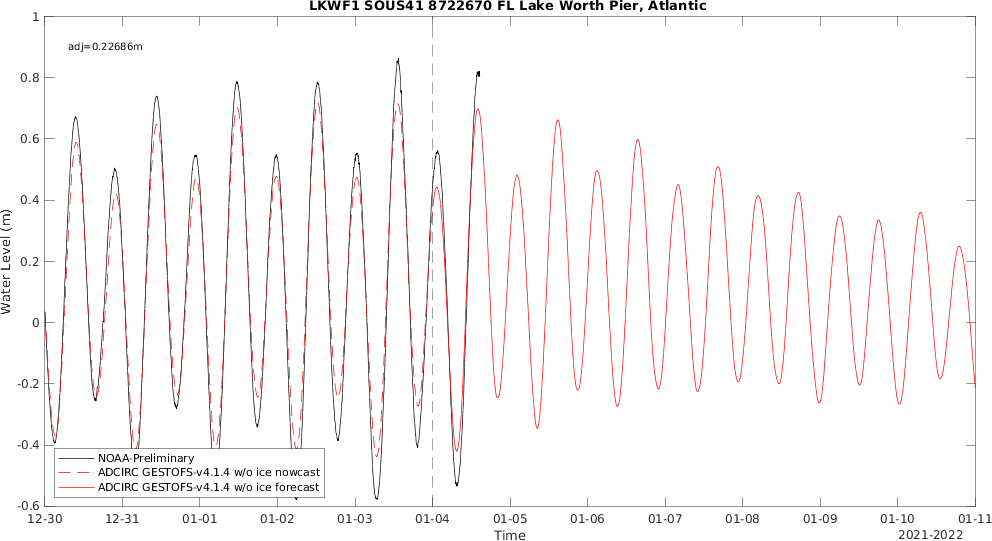 LKWF1 SOUS41 8722670 FL Lake Worth Pier, Atlantic
adj=0.22686m
1
0.8
0.6
0.4
0.2
0
-0.2
-0.4
-0.6
Water Level (m)
NOAA-Preliminary
ADCIRC GESTOFS-v4.1.4 w/o ice nowcast
ADCIRC GESTOFS-v4.1.4 w/o ice forecast
12-30 12-31 01-01 01-02 01-03 01-04 01-05 01-06 01-07 01-08 01-09 01-10 01-11
Time
2021-2022